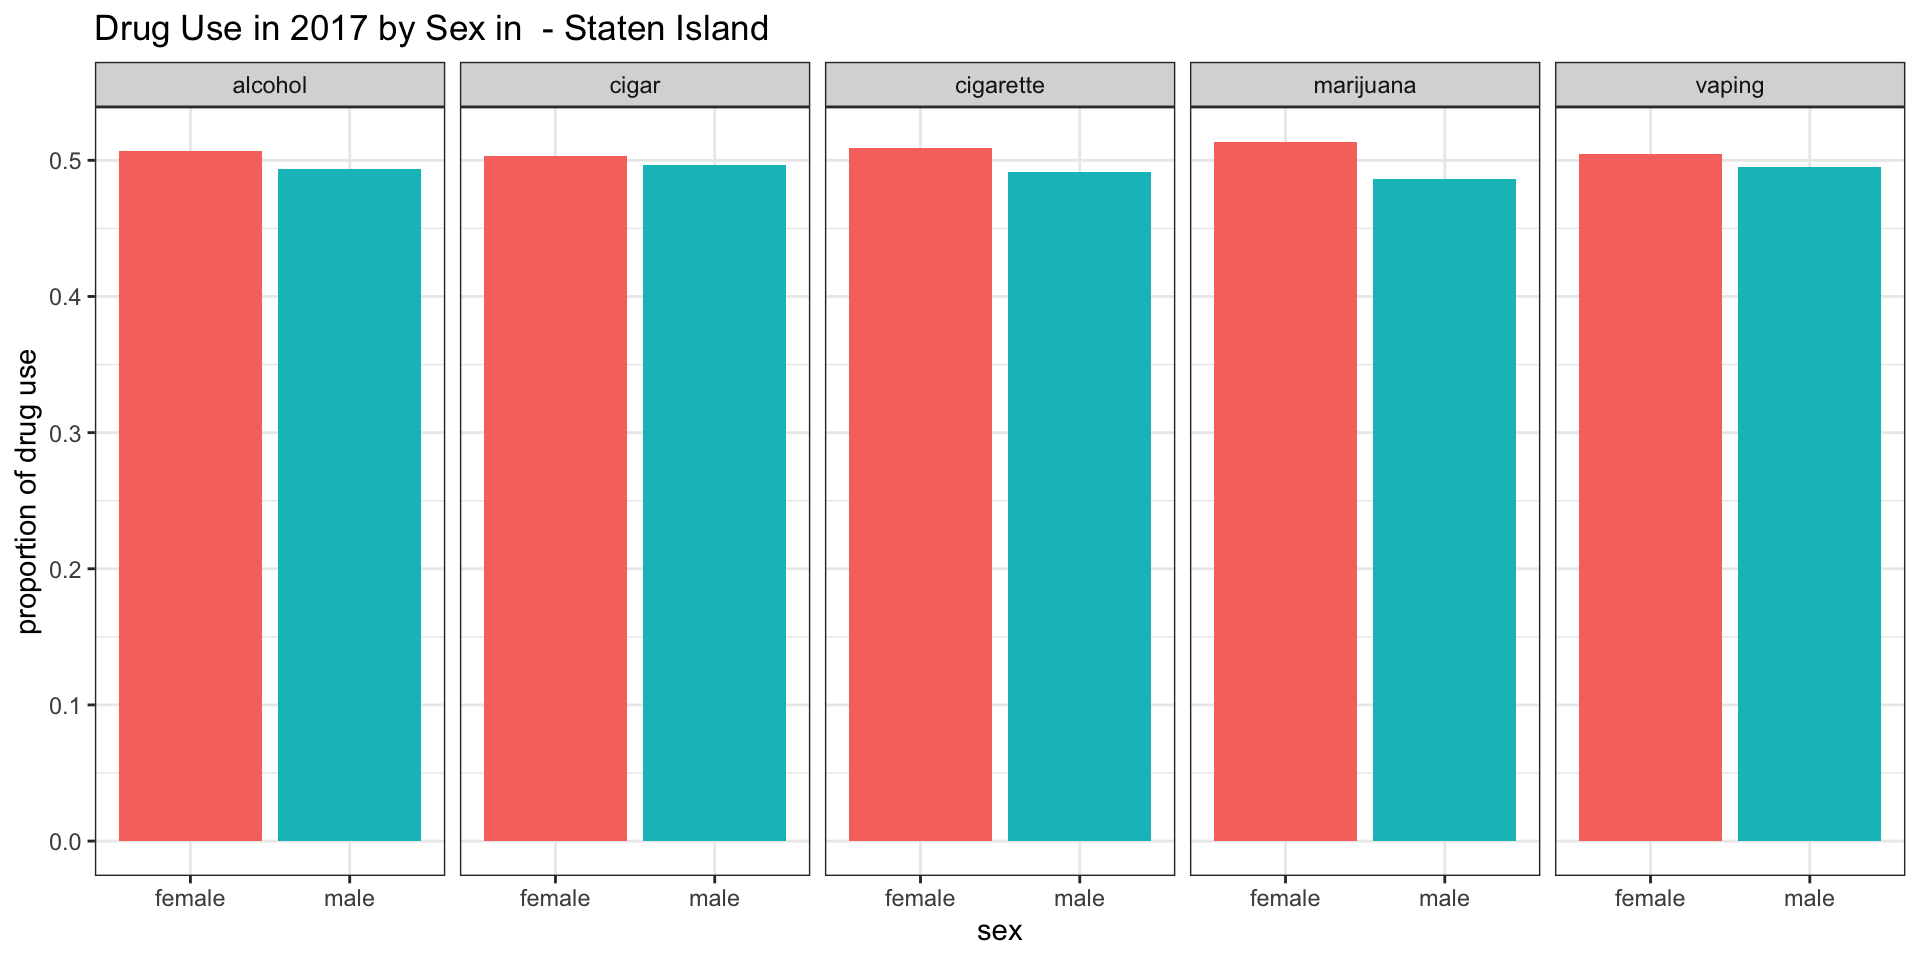 Drug Use in 2017 by Sex in  - Staten Island
alcohol
cigar
cigarette
marijuana
vaping
proportion of drug use
0.5
0.4
0.3
0.2
0.1
0.0
female male female male female male female male female male
sex